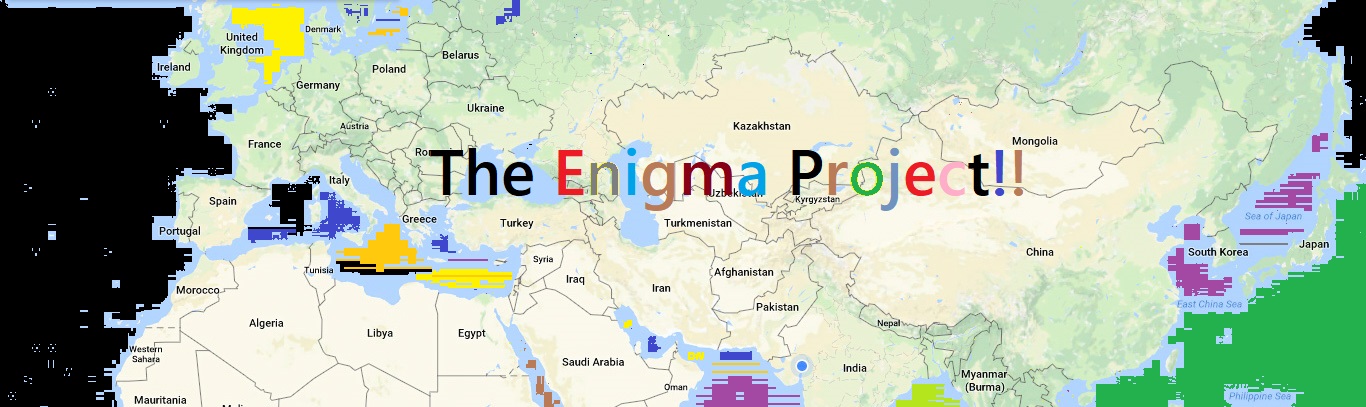 United
Kingdom
Denmark
Ireland
Belarus
Poland
Germany
Ukraine
Austria
Kazakhstan
France
Mongolia
The Enigma Project!!
Italy
Uzbekistan
Kyrgyzstan
Spain
Greece
Turkey
Turkmenistan
Sea of Japan
Portugal
China
South Korea
Japan
Syria
Tunisia
Afghanistan
Iraq
Iran
Morocco
Pakistan
East China Sea
Algeria
Libya
Egypt
Nepal
Western
Sahara
Saudi Arabia
India
Myanmar
(Burma)
Oman
Mauritania
Philippine Sea